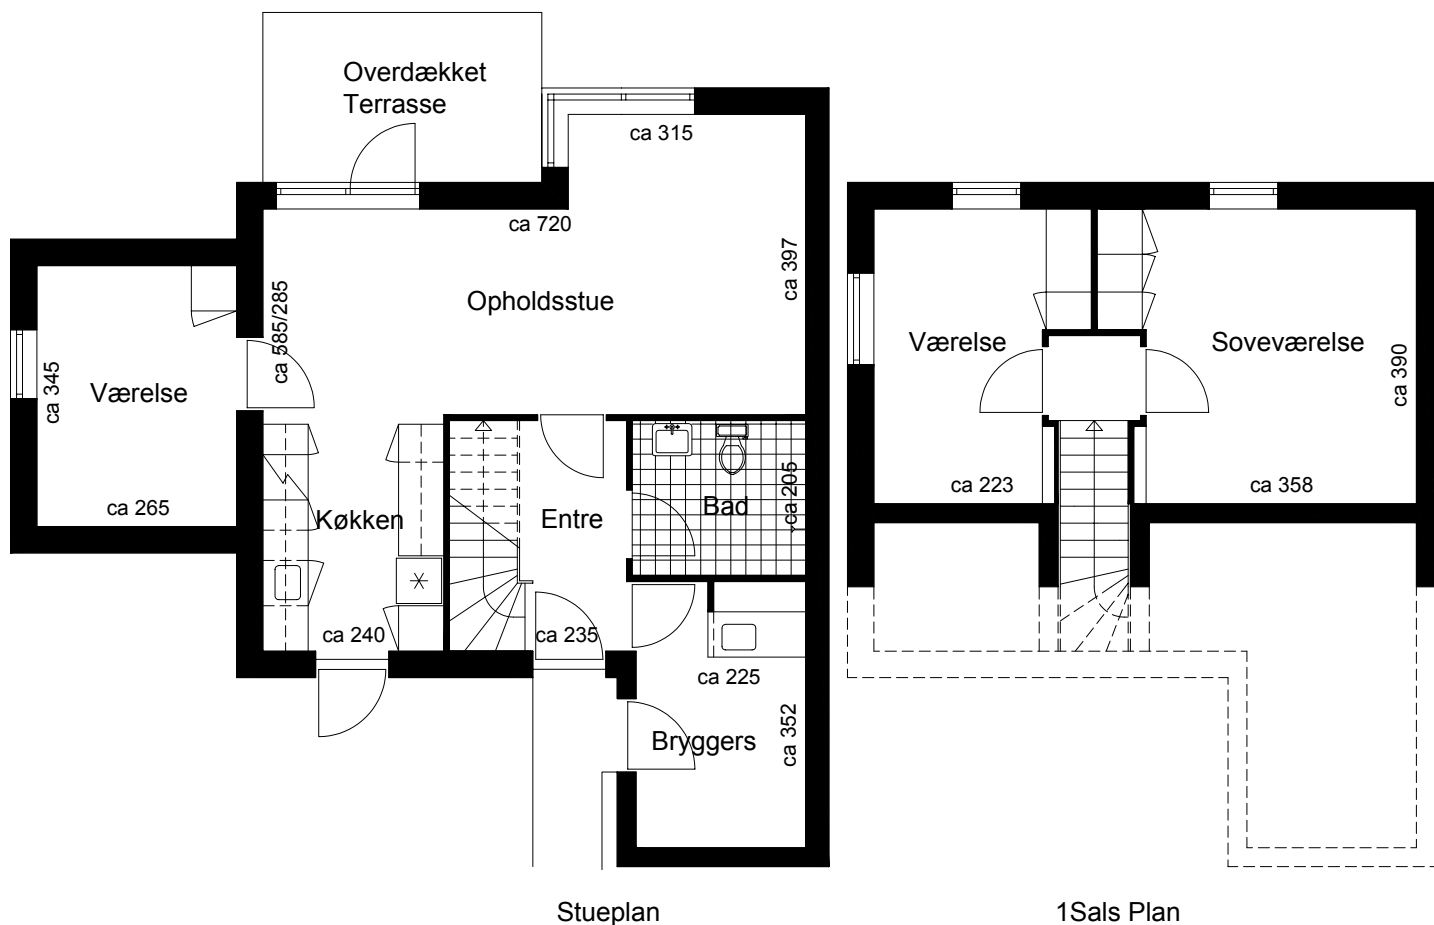 Overdækket
Terrasse
ca 315
ca 720
ca 397
Opholdsstue
ca 585/285
Værelse
ca 345
ca 265
Køkken
ca 240
Entre
ca 235
Bad
ca 205
ca 225
Bryggers
ca 352
Stueplan
Værelse
ca 223
Soveværelse
ca 390
ca 358
1Sals Plan